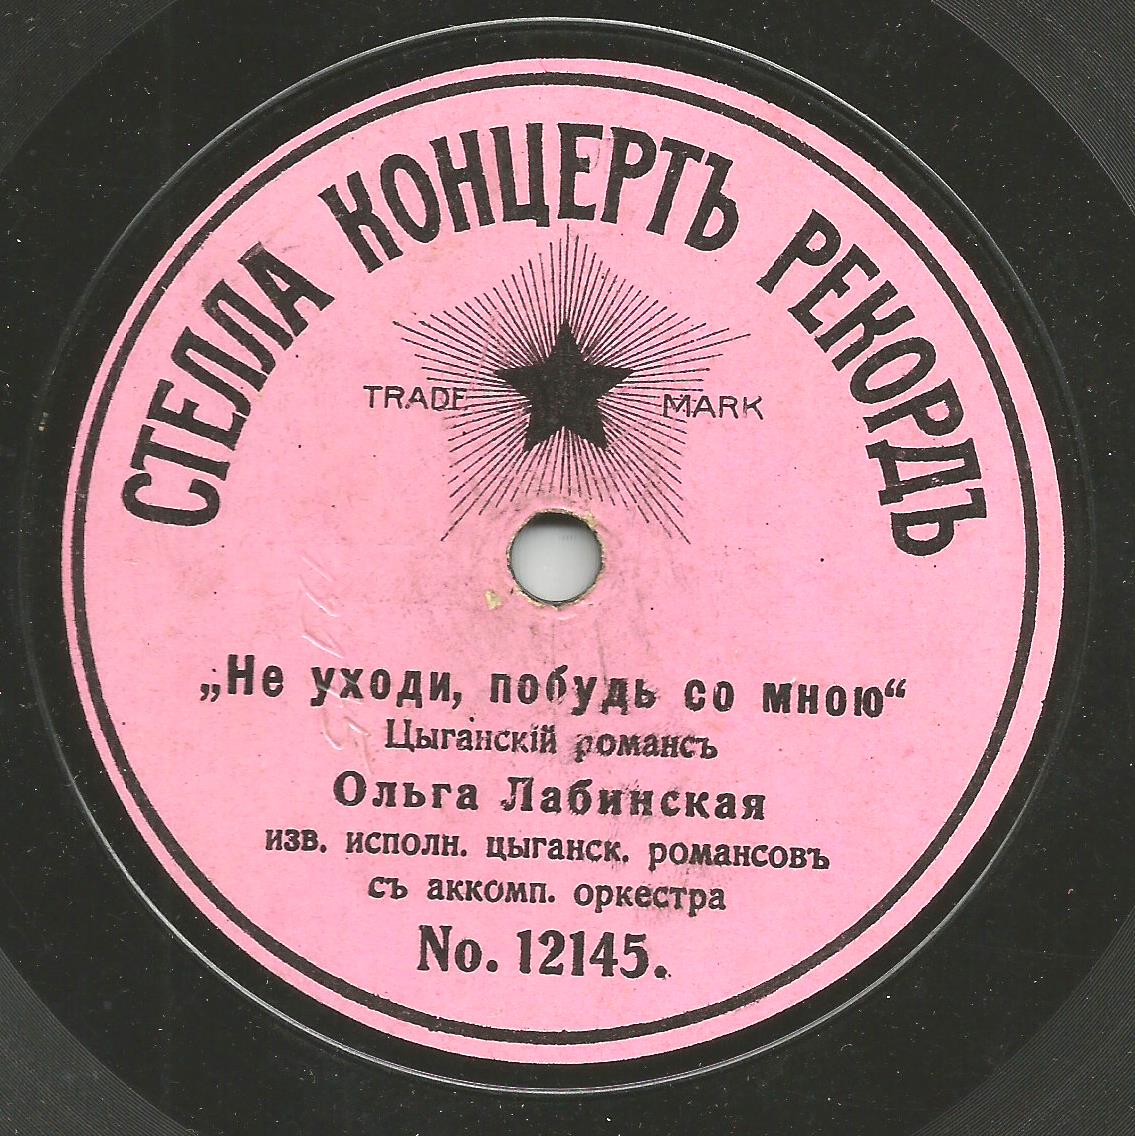 СТЕЛЛА КОНЦЕРТЪ РЕКОРДЪ
TRADE MARK
„Не уходи, побудь со мною“
Цыганскій романсъ
Ольга Лабинская
изв. исполн. цыганск. романсовъ
съ аккомп. оркестра
No. 12145.